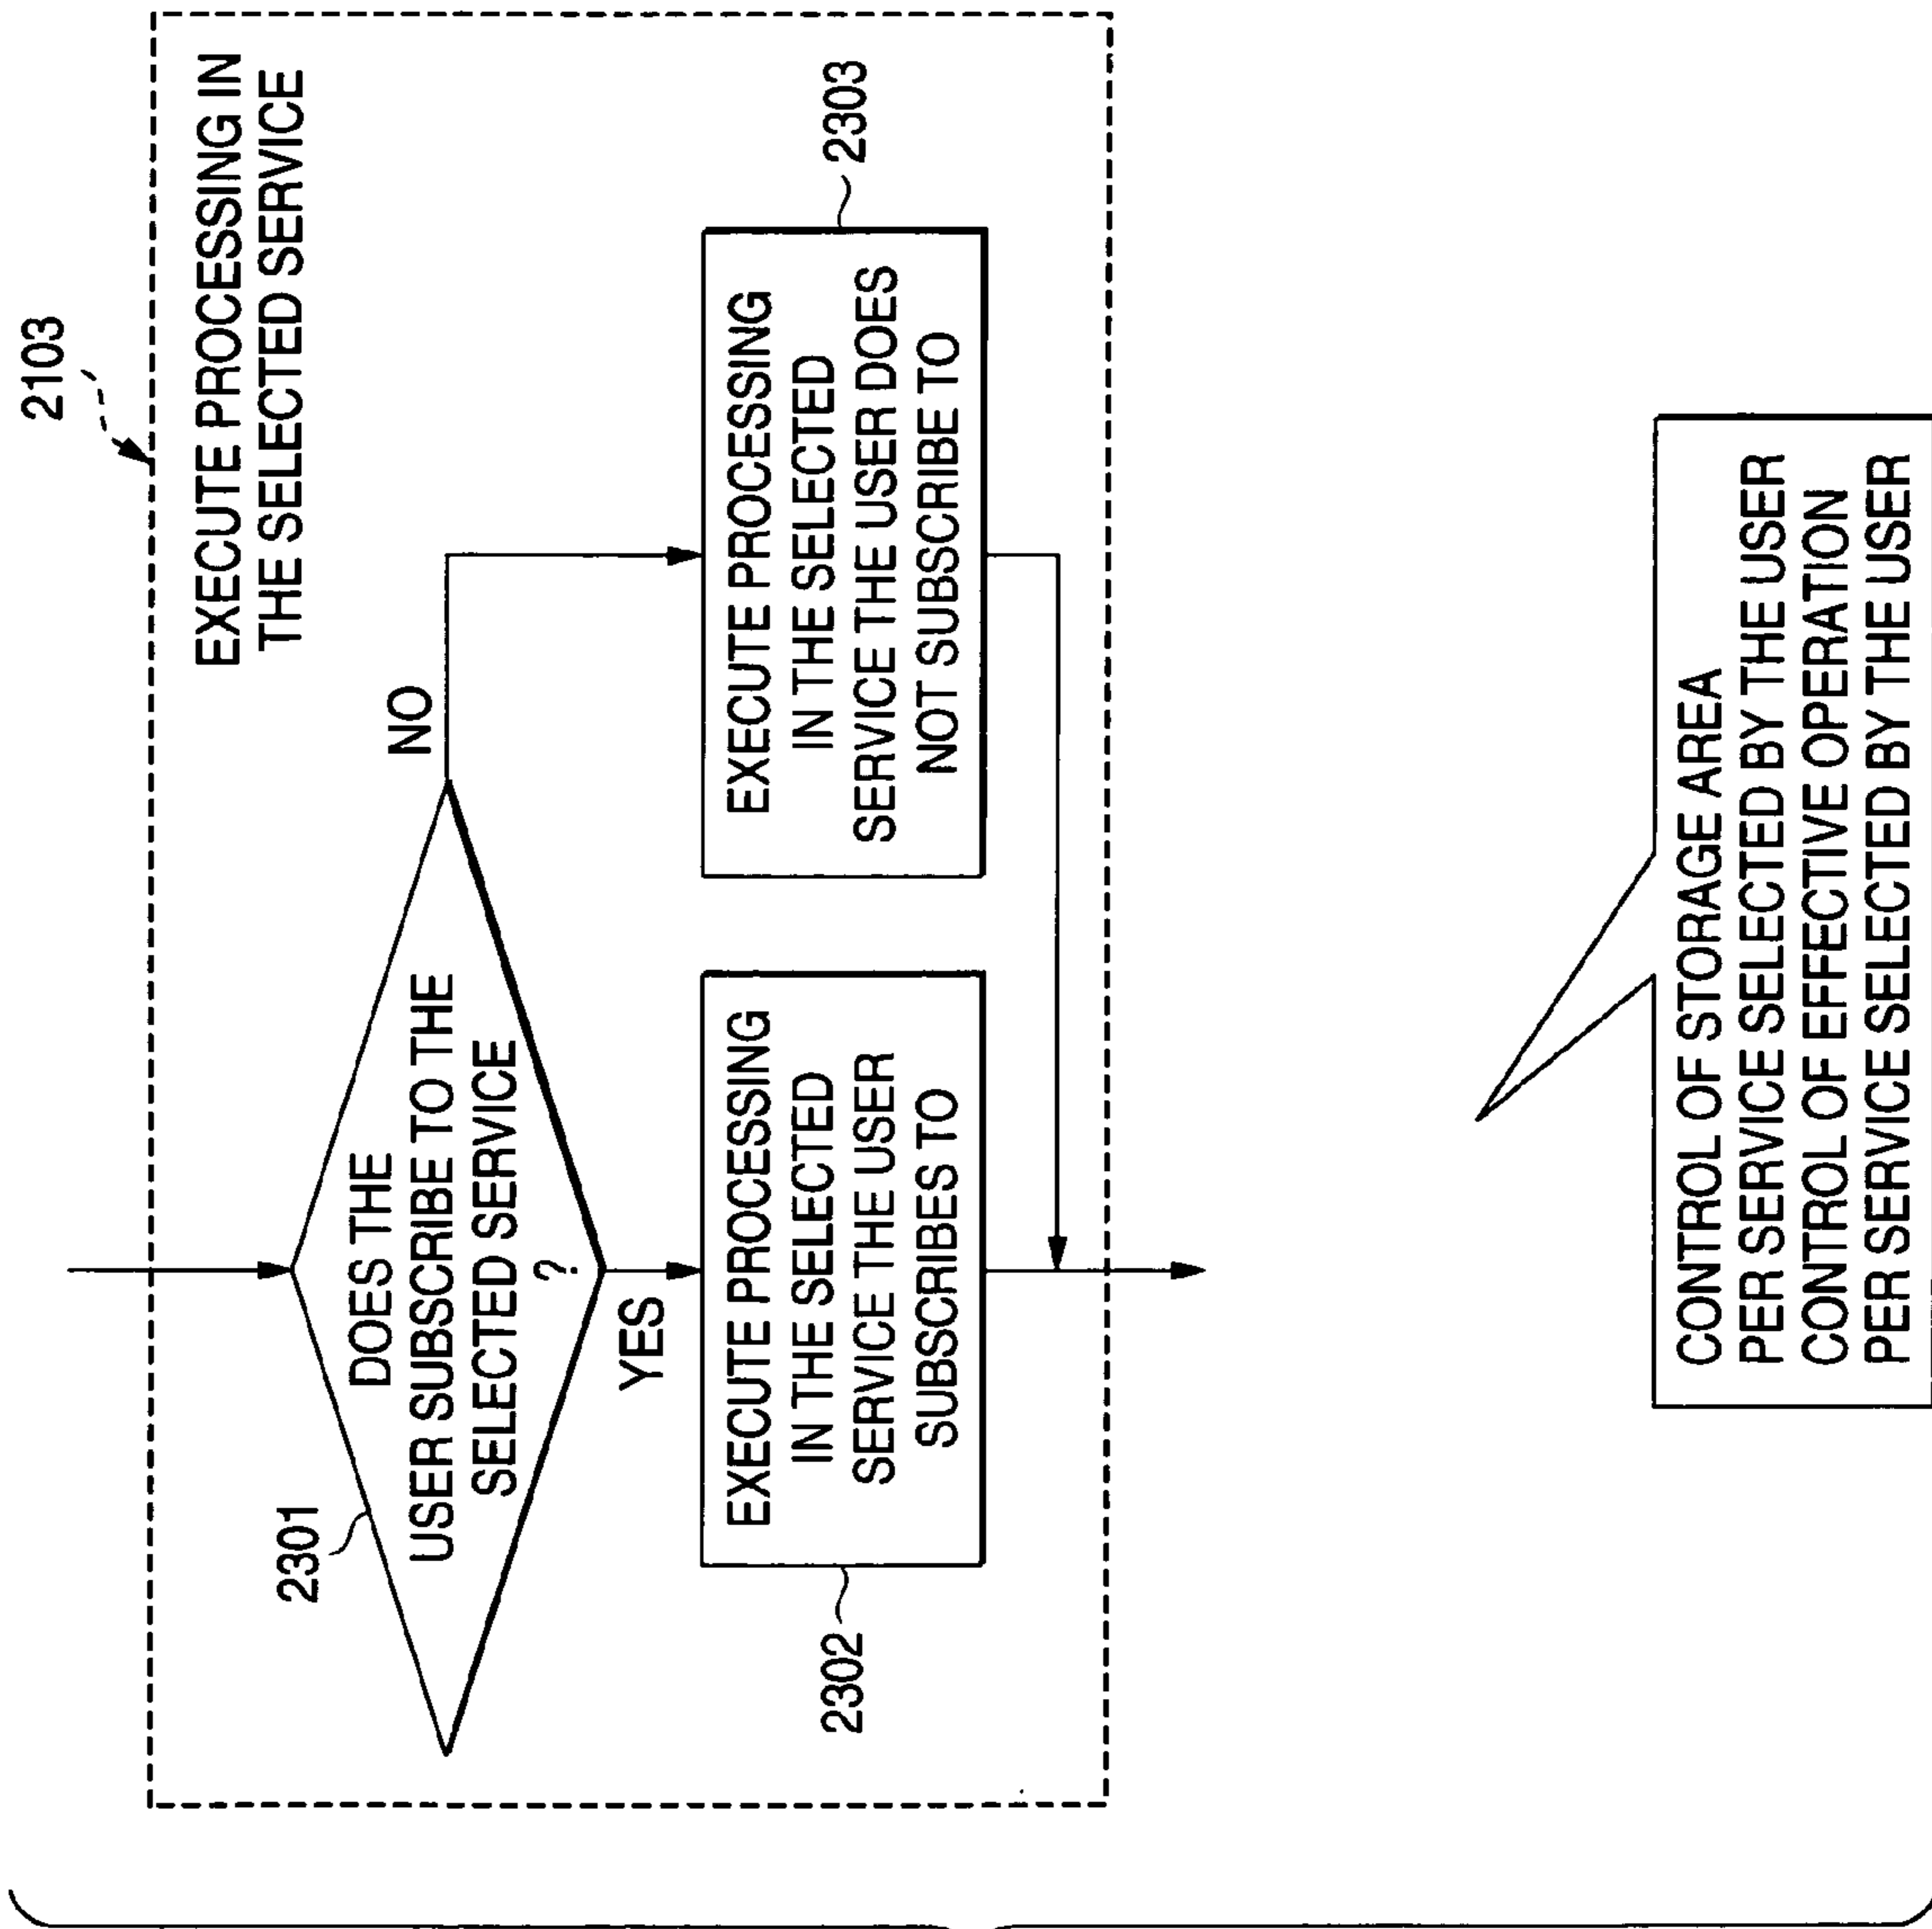 2103
EXECUTE PROCESSING IN
THE SELECTED SERVICE
2301
DOES THE
USER SUBSCRIBE TO THE
SELECTED SERVICE
?
NO
YES
2302
EXECUTE PROCESSING
IN THE SELECTED
SERVICE THE USER
SUBSCRIBES TO
EXECUTE PROCESSING
IN THE SELECTED
SERVICE THE USER DOES
NOT SUBSCRIBE TO
2303
CONTROL OF STORAGE AREA
PER SERVICE SELECTED BY THE USER
CONTROL OF EFFECTIVE OPERATION
PER SERVICE SELECTED BY THE USER